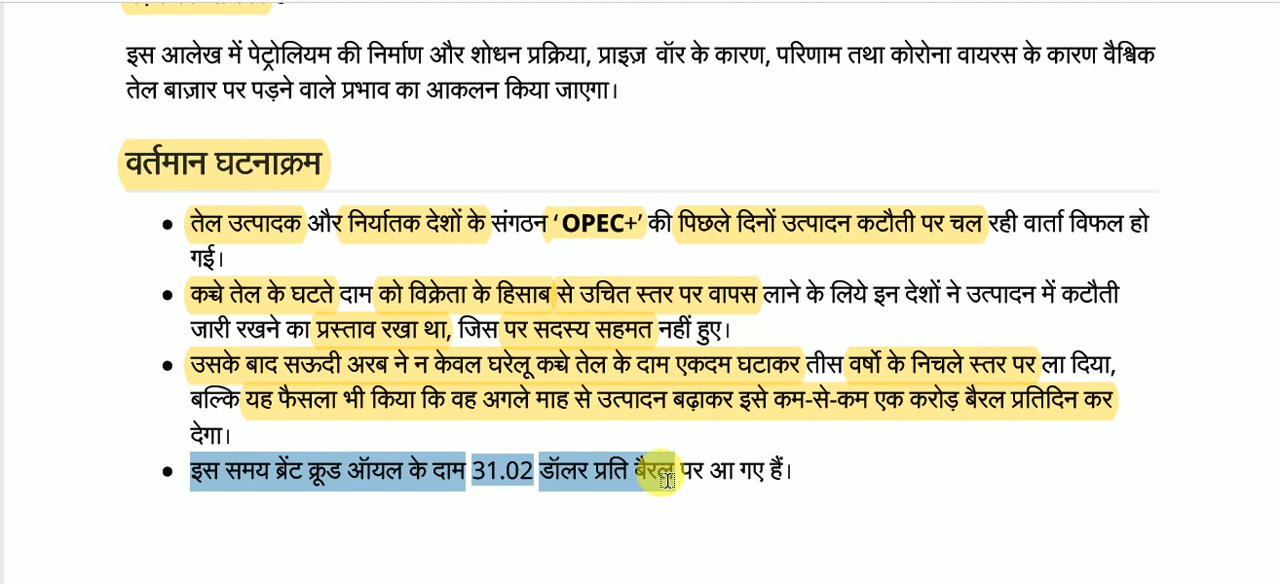 इस आलेख में पेट्रोलियम की निर्माण और शोधन प्रक्रिया, प्राइज़ वॉर के कारण, परिणाम तथा कोरोना वायरस के कारण वैश्विक
तेल बाज़ार पर पड़ने वाले प्रभाव का आकलन किया जाएगा।
वर्तमान घटनाक्रम
• तेल उत्पादक और निर्यातक देशों के संगठन ‘OPEC+’ की पिछले दिनों उत्पादन कटौती पर चल रही वार्ता विफल हो
गई।
• कच्चे तेल के घटते दाम को विक्रेता के हिसाब से उचित स्तर पर वापस लाने के लिये इन देशों ने उत्पादन में कटौती
जारी रखने का प्रस्ताव रखा था, जिस पर सदस्य सहमत नहीं हुए।
• उसके बाद सऊदी अरब ने न केवल घरेलू कच्चे तेल के दाम एकदम घटाकर तीस वर्षो के निचले स्तर पर ला दिया,
बल्कि यह फैसला भी किया कि वह अगले माह से उत्पादन बढ़ाकर इसे कम-से-कम एक करोड़ बैरल प्रतिदिन कर
देगा।
• इस समय ब्रेंट क्रूड ऑयल के दाम 31.02 डॉलर प्रति बैरल पर आ गए हैं।